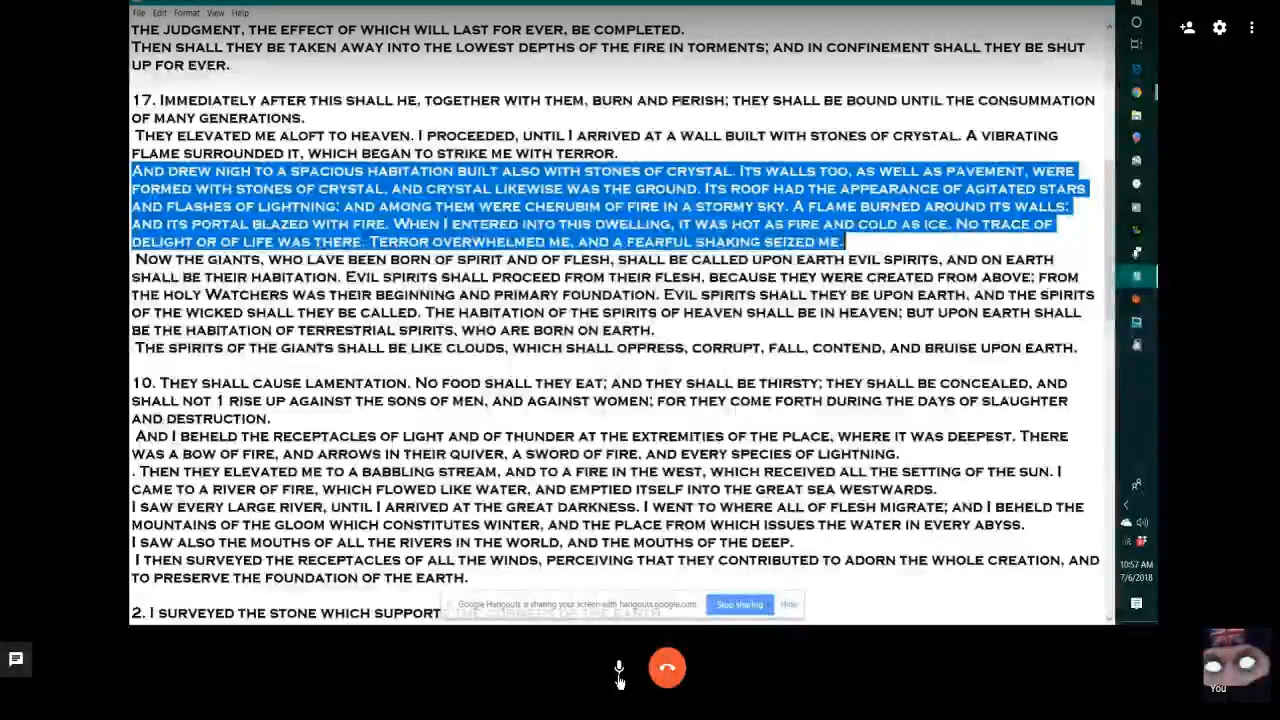 File Edit Format View Help
THE JUDGMENT, THE EFFECT OF WHICH WILL LAST FOR EVER, BE COMPLETED.
THEN SHALL THEY BE TAKEN AWAY INTO THE LOWEST DEPTHS OF THE FIRE IN TORMENTS; AND IN CONFINEMENT SHALL THEY BE SHUT
UP FOR EVER.
17. IMMEDIATELY AFTER THIS SHALL HE, TOGETHER WITH THEM, BURN AND PERISH; THEY SHALL BE BOUND UNTIL THE CONSUMMATION
OF MANY GENERATIONS.
THEY ELEVATED ME ALOFT TO HEAVEN. I PROCEEDED, UNTIL I ARRIVED AT A WALL BUILT WITH STONES OF CRYSTAL. A VIBRATING
FLAME SURROUNDED IT, WHICH BEGAN TO STRIKE ME WITH TERROR.
AND DREW NIGH TO A SPACIOUS HABITATION BUILT ALSO WITH STONES OF CRYSTAL. ITS WALLS TOO, AS WELL AS PAVEMENT, WERE
FORMED WITH STONES OF CRYSTAL, AND CRYSTAL LIKEWISE WAS THE GROUND. ITS ROOF HAD THE APPEARANCE OF AGITATED STARS
AND FLASHES OF LIGHTNING; AND AMONG THEM WERE CHERUBIM OF FIRE IN A STORMY SKY. A FLAME BURNED AROUND ITS WALLS;
AND ITS PORTAL BLAZED WITH FIRE. WHEN I ENTERED INTO THIS DWELLING, IT WAS HOT AS FIRE AND COLD AS ICE. NO TRACE OF
DELIGHT OR OF LIFE WAS THERE. TERROR OVERWHELMED ME, AND A FEARFUL SHAKING SEIZED ME.
NOW THE GIANTS, WHO LAVE BEEN BORN OF SPIRIT AND OF FLESH, SHALL BE CALLED UPON EARTH EVIL SPIRITS, AND ON EARTH
SHALL BE THEIR HABITATION. EVIL SPIRITS SHALL PROCEED FROM THEIR FLESH, BECAUSE THEY WERE CREATED FROM ABOVE; FROM
THE HOLY WATCHERS WAS THEIR BEGINNING AND PRIMARY FOUNDATION. EVIL SPIRITS SHALL THEY BE UPON EARTH, AND THE SPIRITS
OF THE WICKED SHALL THEY BE CALLED. THE HABITATION OF THE SPIRITS OF HEAVEN SHALL BE IN HEAVEN; BUT UPON EARTH SHALL
BE THE HABITATION OF TERRESTRIAL SPIRITS, WHO ARE BORN ON EARTH.
THE SPIRITS OF THE GIANTS SHALL BE LIKE CLOUDS, WHICH SHALL OPPRESS, CORRUPT, FALL, CONTEND, AND BRUISE UPON EARTH.
10. THEY SHALL CAUSE LAMENTATION. NO FOOD SHALL THEY EAT; AND THEY SHALL BE THIRSTY; THEY SHALL BE CONCEALED, AND
SHALL NOT 1 RISE UP AGAINST THE SONS OF MEN, AND AGAINST WOMEN; FOR THEY COME FORTH DURING THE DAYS OF SLAUGHTER
AND DESTRUCTION.
AND I BEHELD THE RECEPTACLES OF LIGHT AND OF THUNDER AT THE EXTREMITIES OF THE PLACE, WHERE IT WAS DEEPEST. THERE
WAS A BOW OF FIRE, AND ARROWS IN THEIR QUIVER, A SWORD OF FIRE, AND EVERY SPECIES OF LIGHTNING.
. THEN THEY ELEVATED ME TO A BABBLING STREAM, AND TO A FIRE IN THE WEST, WHICH RECEIVED ALL THE SETTING OF THE SUN. I
CAME TO A RIVER OF FIRE, WHICH FLOWED LIKE WATER, AND EMPTIED ITSELF INTO THE GREAT SEA WESTWARDS.
I SAW EVERY LARGE RIVER, UNTIL I ARRIVED AT THE GREAT DARKNESS. I WENT TO WHERE ALL OF FLESH MIGRATE; AND I BEHELD THE
MOUNTAINS OF THE GLOOM WHICH CONSTITUTES WINTER, AND THE PLACE FROM WHICH ISSUES THE WATER IN EVERY ABYSS.
I SAW ALSO THE MOUTHS OF ALL THE RIVERS IN THE WORLD, AND THE MOUTHS OF THE DEEP.
I THEN SURVEYED THE RECEPTACLES OF ALL THE WINDS, PERCEIVING THAT THEY CONTRIBUTED TO ADORN THE WHOLE CREATION, AND
TO PRESERVE THE FOUNDATION OF THE EARTH.
2. I SURVEYED THE STONE WHICH SUPPORTS THE CORNERS OF THE EARTH.
Google Hangouts is sharing your screen with hangouts.google.com Stop sharing Hide
10:57 AM
7/6/2018
You